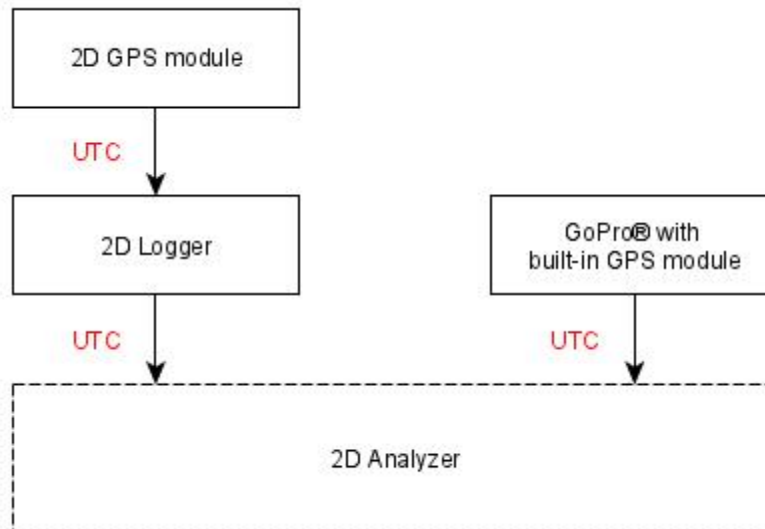 2D GPS module
UTC
2D Logger
GoPro® with
built-in GPS module
UTC
UTC
2D Analyzer